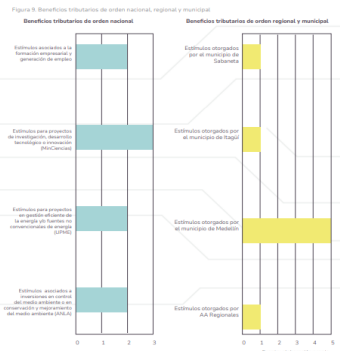 Figura 9. Beneficios tributarios de orden nacional, regional y municipal
Beneficios tributarios de orden nacional
Estímulos asociados a la
formación empresarial y
generación de empleo
Estímulos para proyectos
de investigación, desarrollo
tecnológico o innovación
(MinCiencias)
Estímulos para proyectos
en gestión eficiente de
la energía y/o fuentes no
convencionales de energía
(UPME)
Estímulos asociados a
inversiones en control
del medio ambiente o en
conservación y mejoramiento
del medio ambiente (ANLA)
0 1 2 3
Beneficios tributarios de orden regional y municipal
Estímulos otorgados
por el municipio de
Sabaneta
Estímulos otorgados por
el municipio de Itagüí
Estímulos otorgados por
el municipio de Medellín
Estímulos otorgados por
AA Regionales
0 1 2 3 4 5